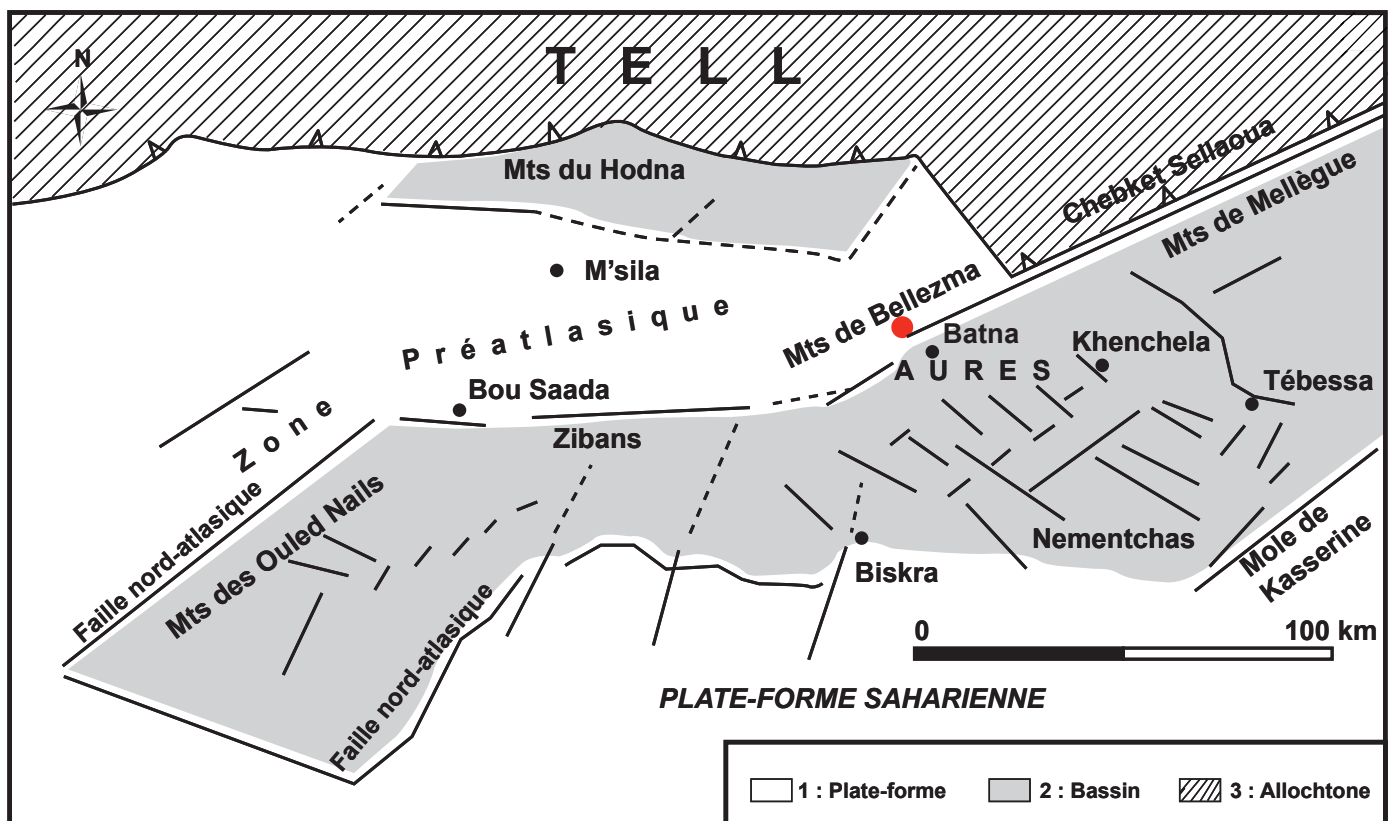 T E L L
N
Mts du Hodna
Chebket Sellaoua
Mts de Mellègue
M'sila
Préatlasique
Mts de Bellezma
Batna
Khenchela
AURES
Tébessa
Bou Saada
Zone
Zibans
Faille nord-atlasique
Mts des Ouled Nails
Nementchas
Mole de
Kasserine
Biskra
Faille nord-atlasique
0
100 km
PLATE-FORME SAHARIENNE
1 : Plate-forme
2 : Bassin
3 : Allochtone